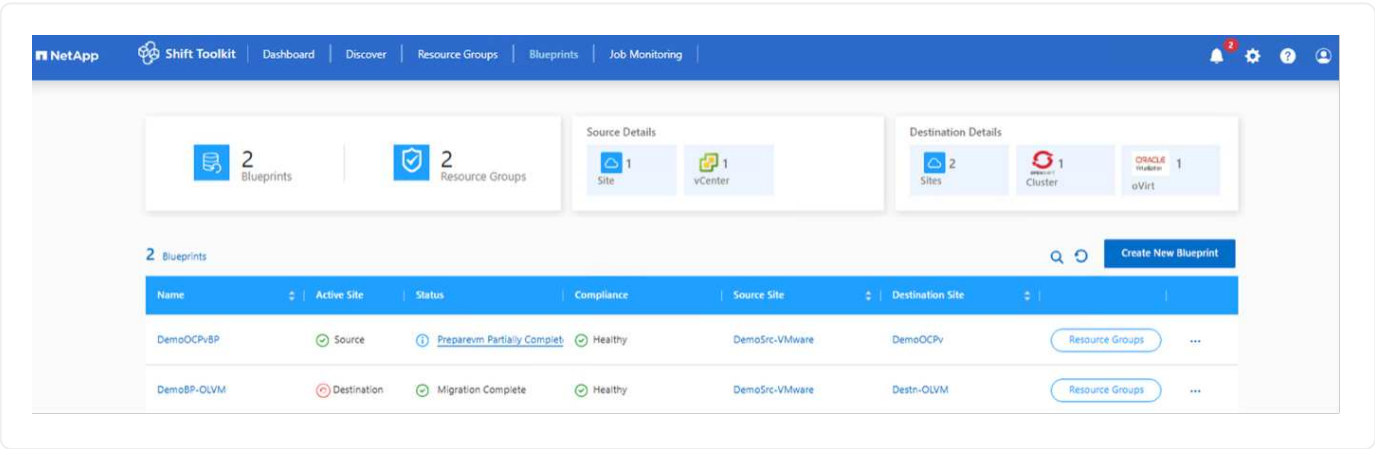 NetApp Shift Toolkit Dashboard Discover Resource Groups Blueprints Job Monitoring 2
Source Details Destination Details
2 Blueprints 2 Resource Groups 1 Site 1 vCenter 2 Sites 1 Cluster ORACLE 1 oVirt
2 Blueprints Create New Blueprint
Name Active Site Status Compliance Source Site Destination Site
DemoOCPvBP Source Preparevm Partially Complet Healthy DemoSrc-VMware DemoOCPv Resource Groups ...
DemoBP-OLVM Destination Migration Complete Healthy DemoSrc-VMware Destn-OLVM Resource Groups ...